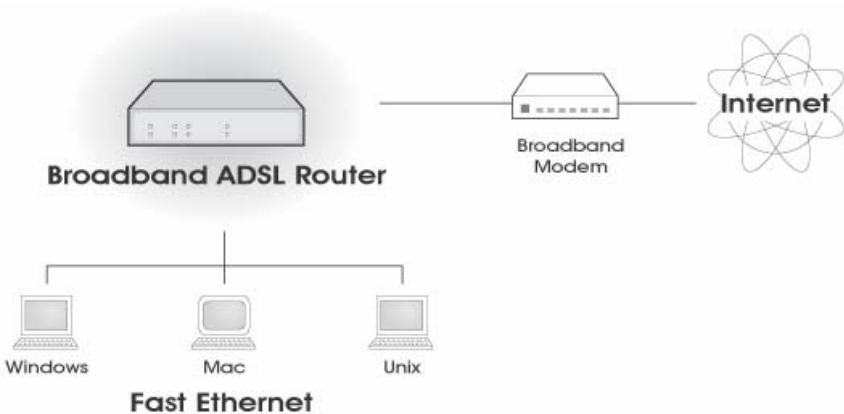 Internet
Broadband
Modem
Broadband ADSL Router
Windows
Mac
Unix
Fast Ethernet